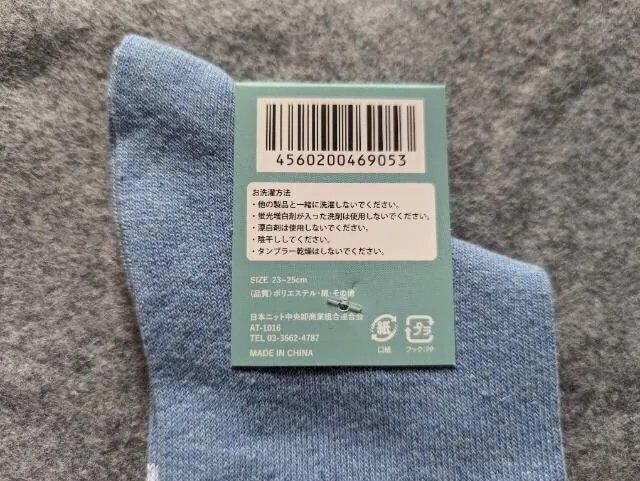 4560200469053
お洗濯方法
・他の製品と一緒に洗濯しないでください。
・蛍光増白剤が入った洗剤は使用しないでください。
・漂白剤は使用しないでください。
・陰干ししてください。
・タンブラー乾燥はしないでください。
SIZE 23~25cm
(品質)ポリエステル・綿・その他
日本ニット中央卸商業組合連合会
AT-1016
TEL 03-3662-4787
MADE IN CHINA
紙
口紙
プラ
フック:PP